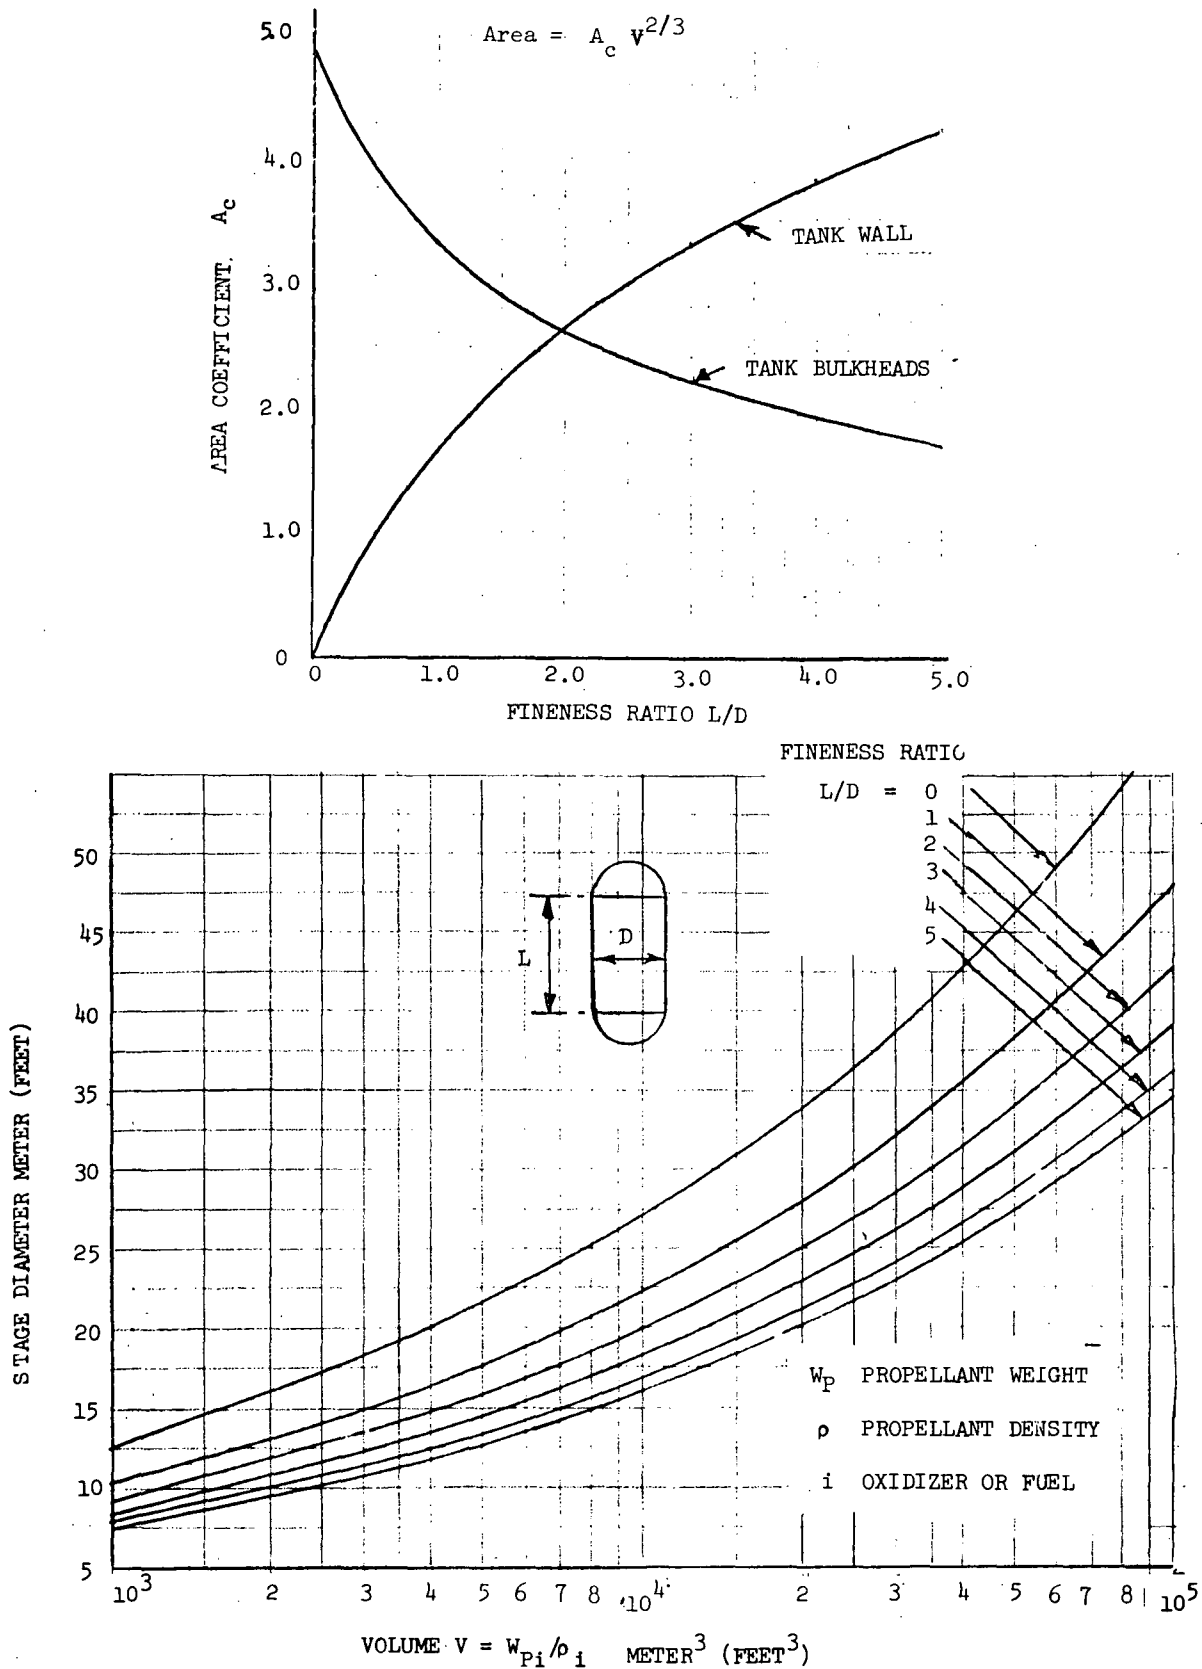 Area = A_c V^{2/3}
5.0
4.0
3.0
2.0
1.0
0
AREA COEFFICIENT. A_c
TANK WALL
TANK BULKHEADS
0 1.0 2.0 3.0 4.0 5.0
FINENESS RATIO L/D
FINENESS RATIO
L/D = 0
1
2
3
4
5
50
45
40
35
30
25
20
15
10
5
STAGE DIAMETER METER (FEET)
L
D
W_P PROPELLANT WEIGHT
ρ PROPELLANT DENSITY
i OXIDIZER OR FUEL
10^3 2 3 4 5 6 7 8 10^4 2 3 4 5 6 7 8 10^5
VOLUME V = W_{Pi}/ρ_i METER^3 (FEET^3)